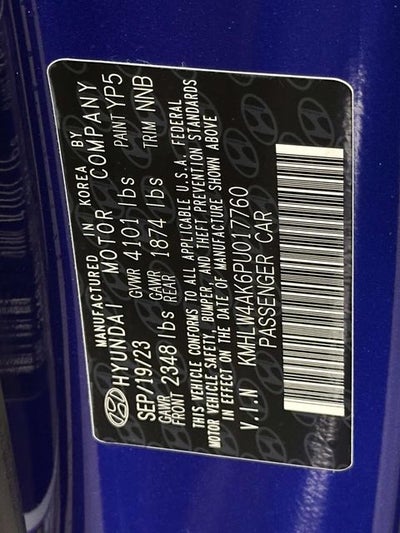 MANUFACTURED IN KOREA BY
HYUNDAI MOTOR COMPANY
SEP/19/23 GVWR 4101 lbs PAINT YP5
GAWR FRONT 2348 lbs GAWR REAR 1874 lbs TRIM NNB
THIS VEHICLE CONFORMS TO ALL APPLICABLE U.S.A. FEDERAL
MOTOR VEHICLE SAFETY, BUMPER, AND THEFT PREVENTION STANDARDS
IN EFFECT ON THE DATE OF MANUFACTURE SHOWN ABOVE
V.I.N KMHLW4AK6PU017760
PASSENGER CAR